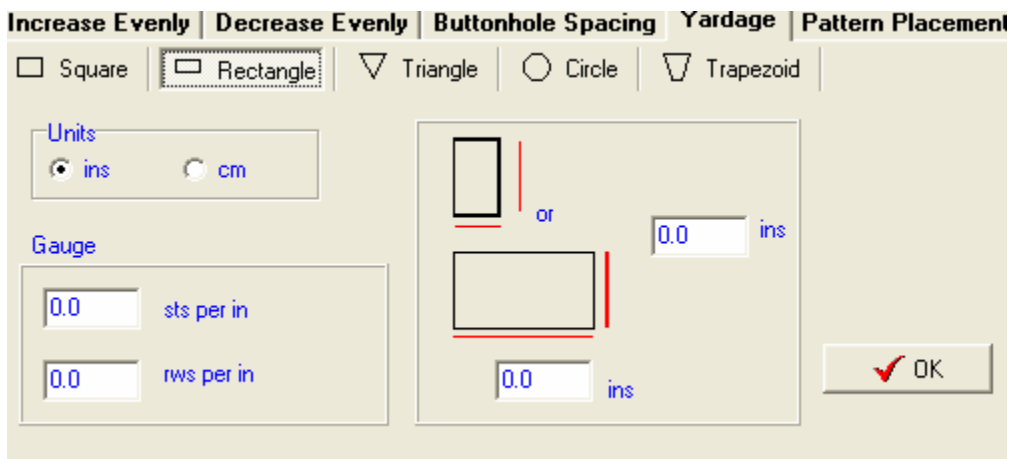 Increase Evenly Decrease Evenly Buttonhole Spacing Yardage Pattern Placement
Square Rectangle Triangle Circle Trapezoid
Units
ins cm
or
0.0 ins
Gauge
0.0 sts per in
0.0 rws per in
0.0 ins
OK